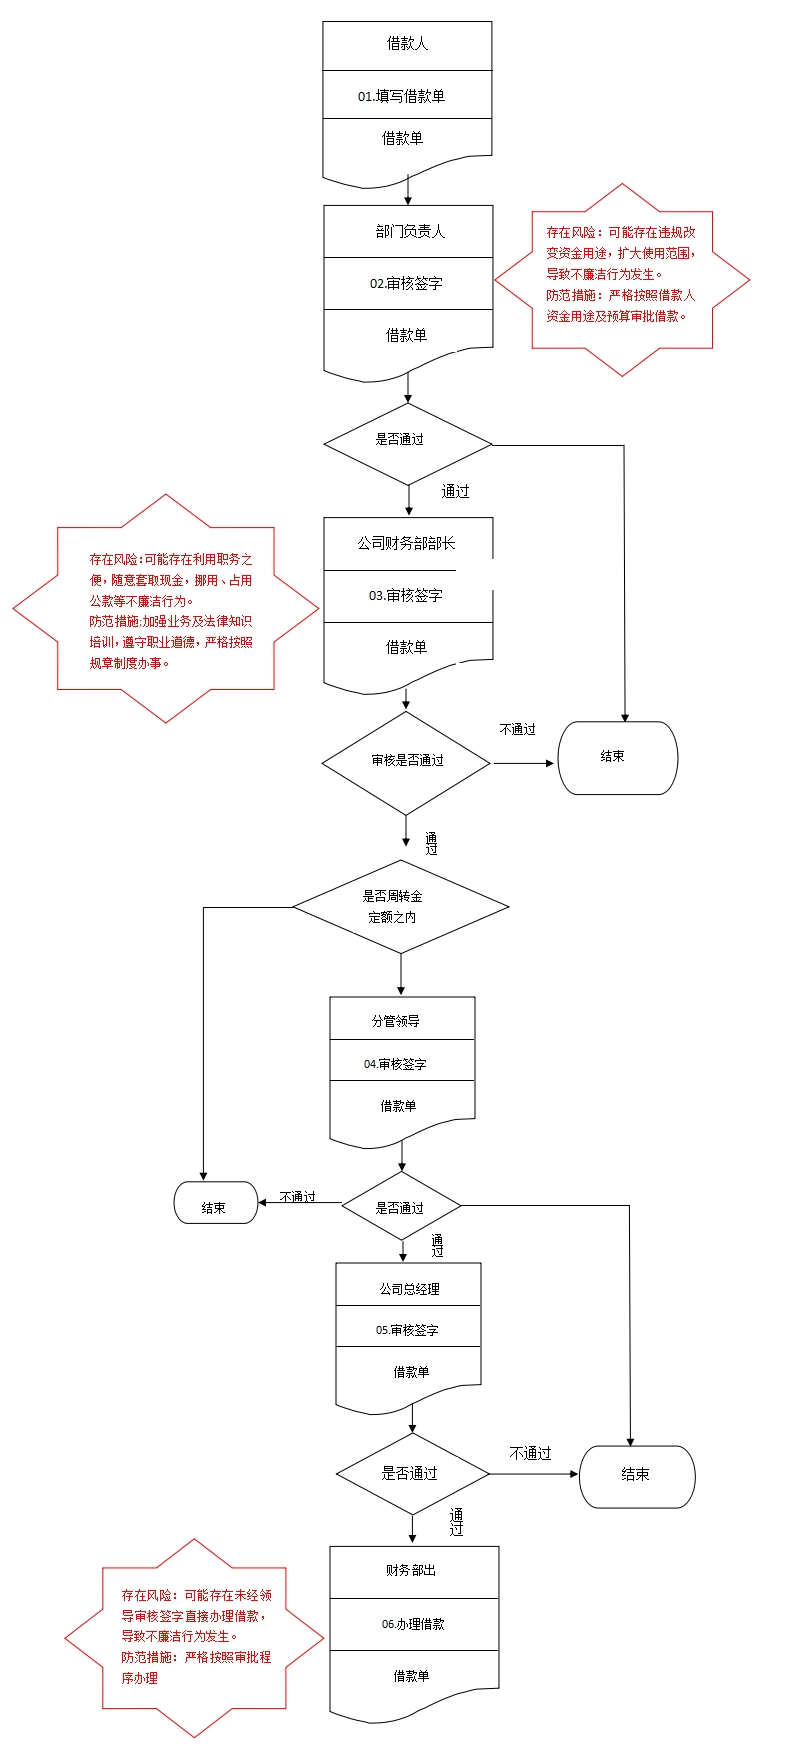 借款人
01.填写借款单
借款单
部门负责人
02.审核签字
借款单
存在风险：可能存在违规改
变资金用途，扩大使用范围，
导致不廉洁行为发生。
防范措施：严格按照借款人
资金用途及预算审批借款。
是否通过
通过
公司财务部部长
03.审核签字
借款单
存在风险:可能存在利用职务之
便，随意套取现金，挪用、占用
公款等不廉洁行为。
防范措施;加强业务及法律知识
培训，遵守职业道德，严格按照
规章制度办事。
审核是否通过
不通过
结束
通
过
是否周转金
定额之内
分管领导
04.审核签字
借款单
结束
不通过
是否通过
通
过
公司总经理
05.审核签字
借款单
是否通过
不通过
结束
通
过
财务部出
06.办理借款
借款单
存在风险：可能存在未经领
导审核签字直接办理借款，
导致不廉洁行为发生。
防范措施：严格按照审批程
序办理